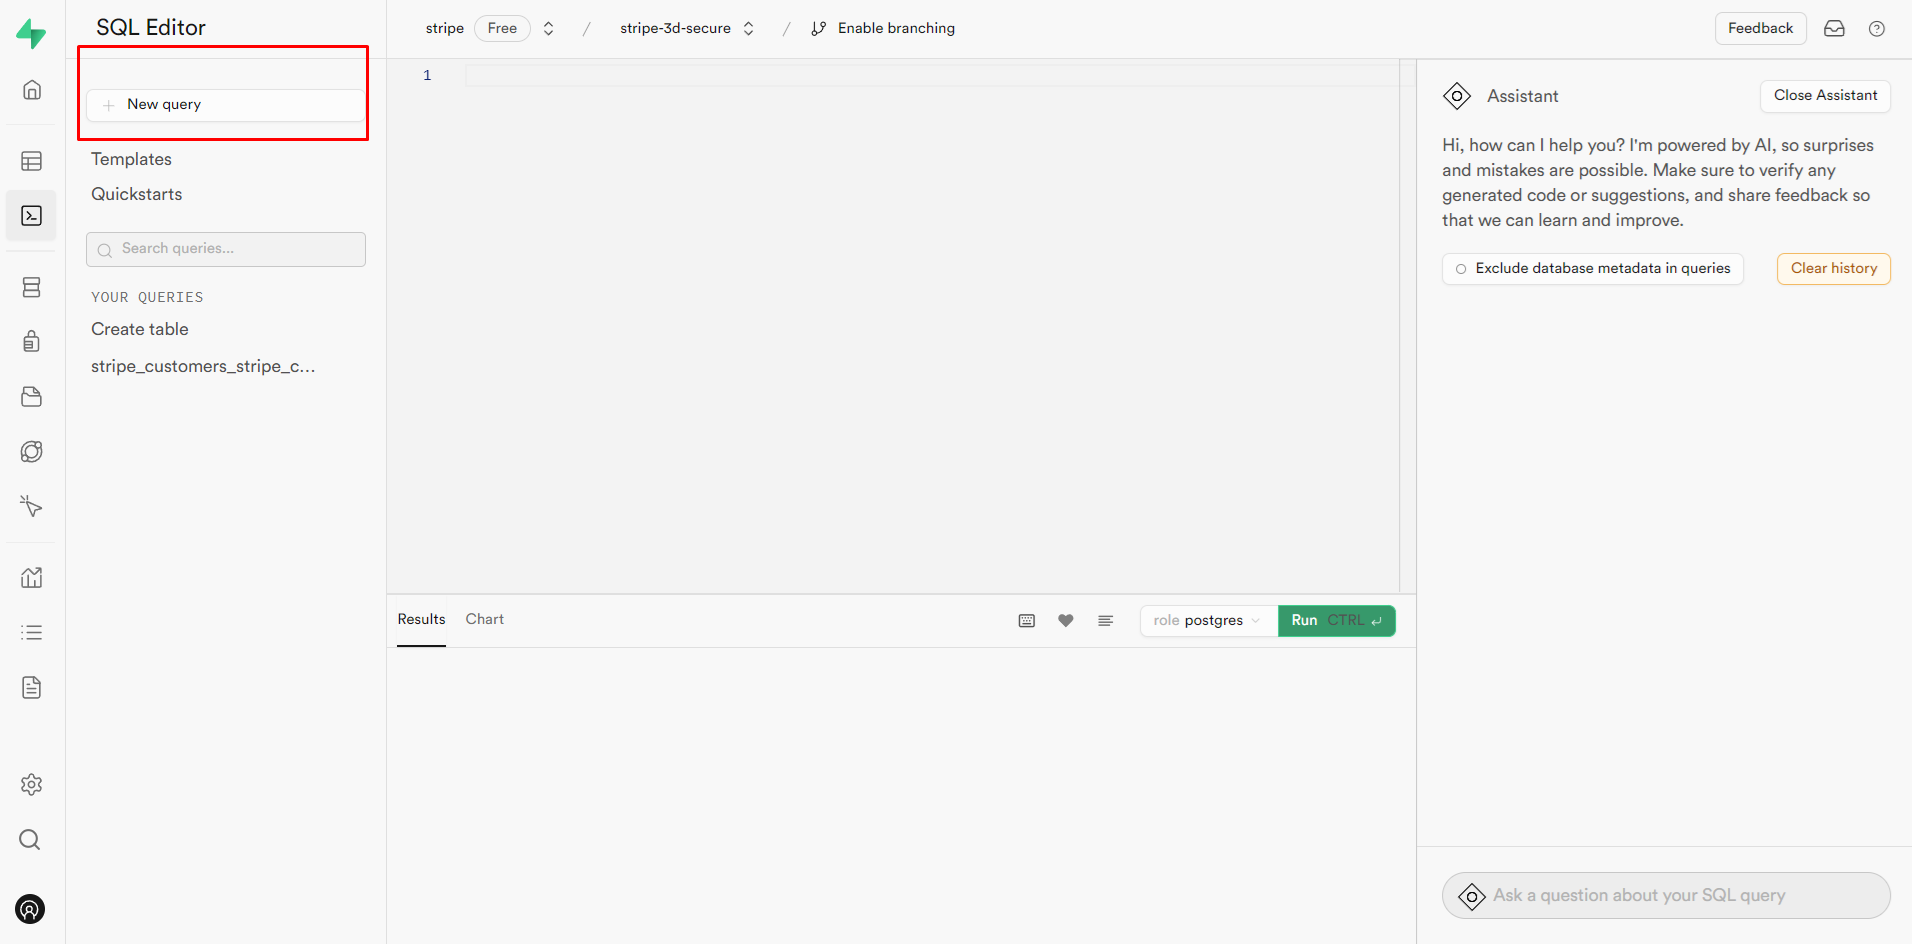 SQL Editor
stripe Free / stripe-3d-secure / Enable branching
Feedback
New query
Templates
Quickstarts
Search queries...
YOUR QUERIES
Create table
stripe_customers_stripe_c...
1
Results Chart
role postgres Run CTRL
Assistant
Close Assistant
Hi, how can I help you? I'm powered by AI, so surprises
and mistakes are possible. Make sure to verify any
generated code or suggestions, and share feedback so
that we can learn and improve.
Exclude database metadata in queries
Clear history
Ask a question about your SQL query